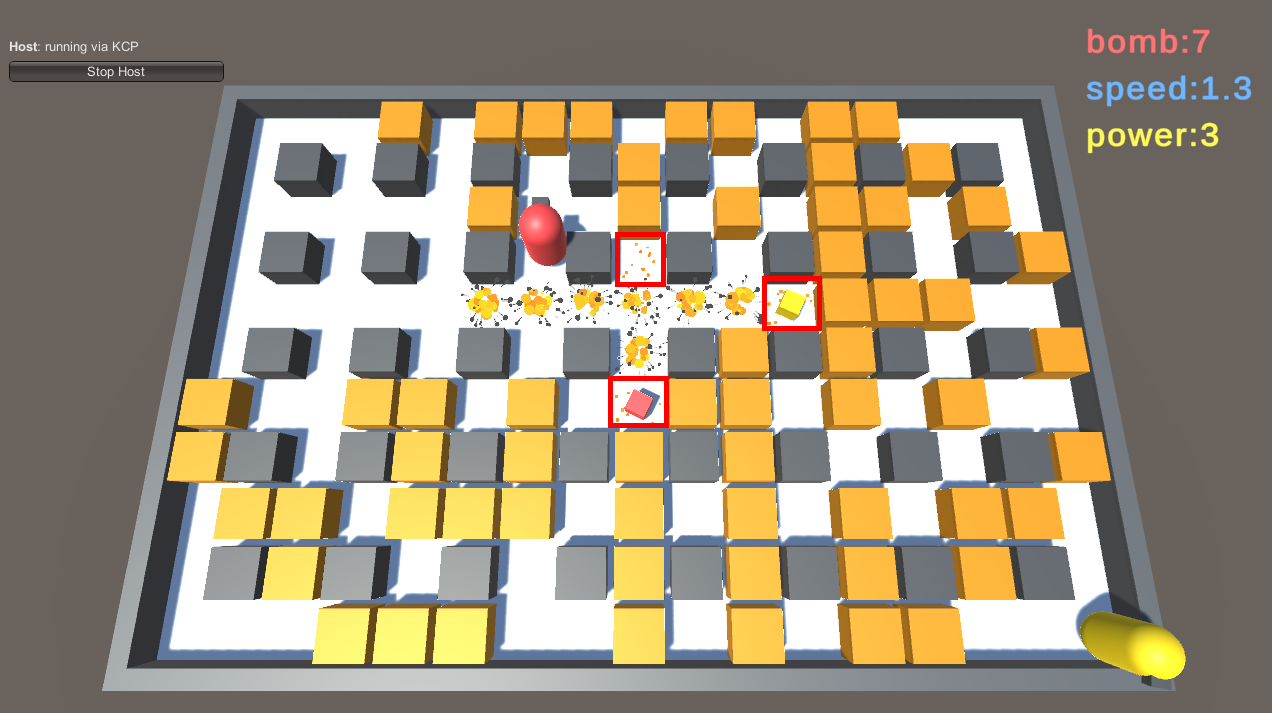 Host: running via KCP
Stop Host
bomb:7
speed:1.3
power:3